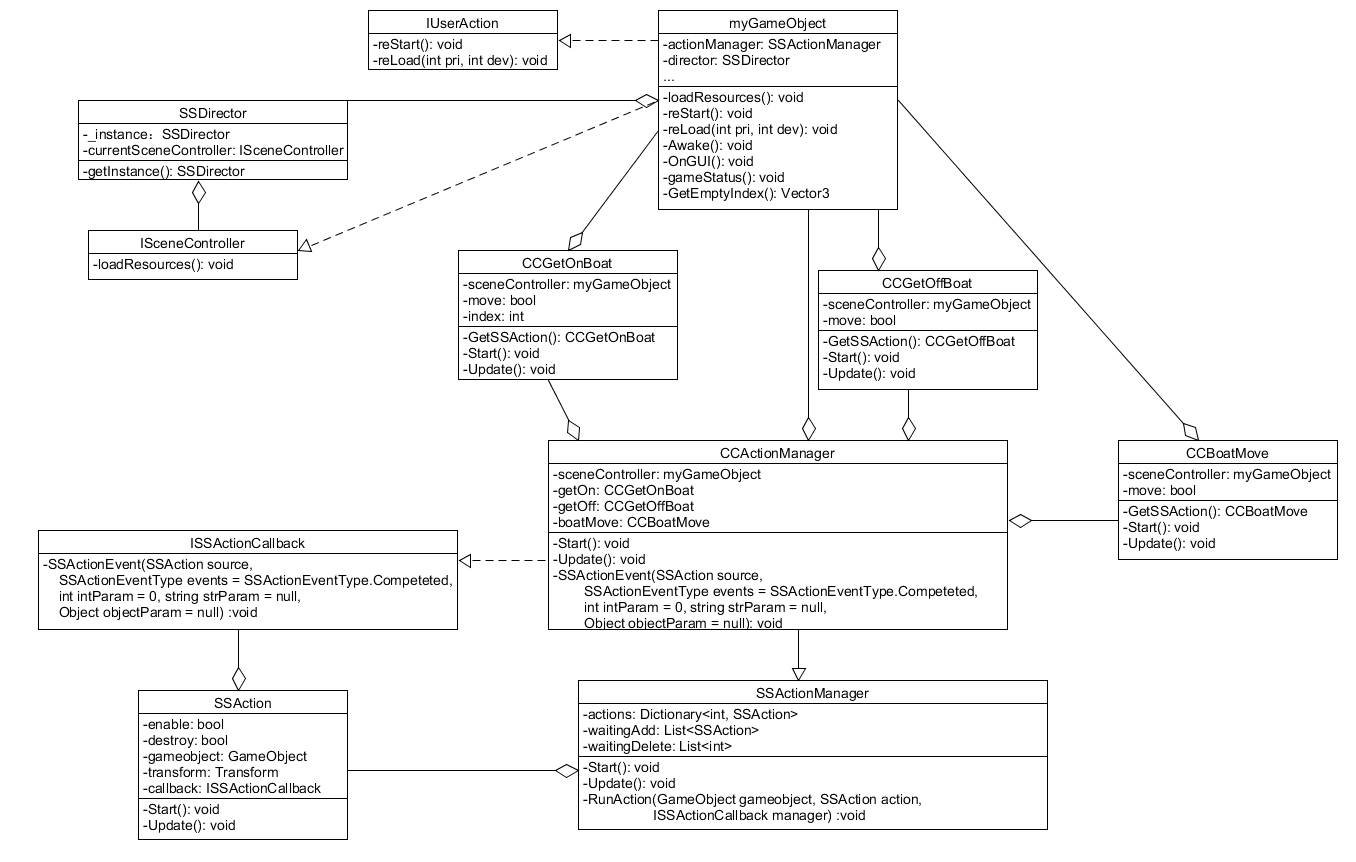 IUserAction
-reStart(): void
-reLoad(int pri, int dev): void
myGameObject
-actionManager: SSActionManager
-director: SSDirector
...
-loadResources(): void
-reStart(): void
-reLoad(int pri, int dev): void
-Awake(): void
-OnGUI(): void
-gameStatus(): void
-GetEmptyIndex(): Vector3
SSDirector
-_instance： SSDirector
-currentSceneController: ISceneController
-getInstance(): SSDirector
ISceneController
-loadResources(): void
CCGetOnBoat
-sceneController: myGameObject
-move: bool
-index: int
-GetSSAction(): CCGetOnBoat
-Start(): void
-Update(): void
CCGetOffBoat
-sceneController: myGameObject
-move: bool
-GetSSAction(): CCGetOffBoat
-Start(): void
-Update(): void
CCActionManager
-sceneController: myGameObject
-getOn: CCGetOnBoat
-getOff: CCGetOffBoat
-boatMove: CCBoatMove
-Start(): void
-Update(): void
-SSActionEvent(SSAction source,
SSActionEventType events = SSActionEventType.Competeted,
int intParam = 0, string strParam = null,
Object objectParam = null): void
CCBoatMove
-sceneController: myGameObject
-move: bool
-GetSSAction(): CCBoatMove
-Start(): void
-Update(): void
ISSActionCallback
-SSActionEvent(SSAction source,
SSActionEventType events = SSActionEventType.Competeted,
int intParam = 0, string strParam = null,
Object objectParam = null) :void
SSAction
-enable: bool
-destroy: bool
-gameobject: GameObject
-transform: Transform
-callback: ISSActionCallback
-Start(): void
-Update(): void
SSActionManager
-actions: Dictionary<int, SSAction>
-waitingAdd: List<SSAction>
-waitingDelete: List<int>
-Start(): void
-Update(): void
-RunAction(GameObject gameobject, SSAction action,
ISSActionCallback manager) :void